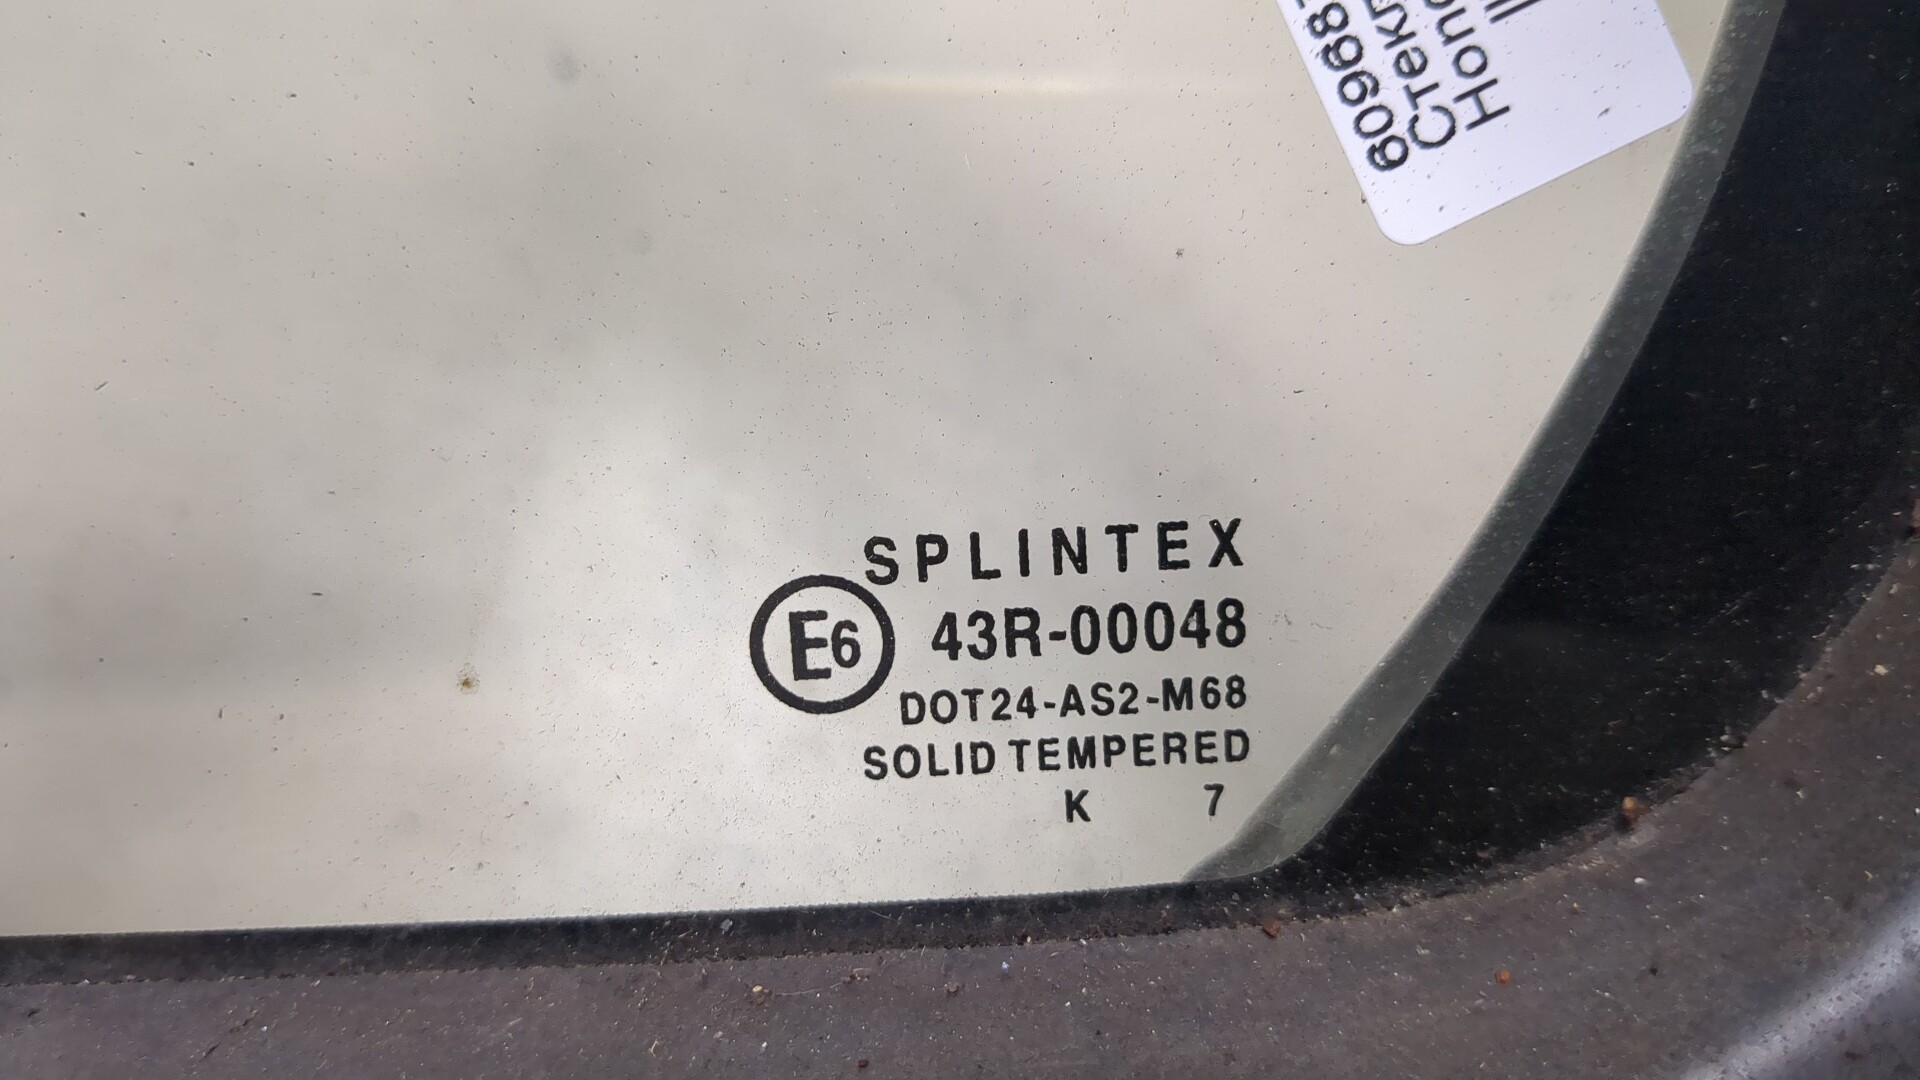 SPLINTEX
E6 43R-00048
DOT24-AS2-M68
SOLID TEMPERED
K 7